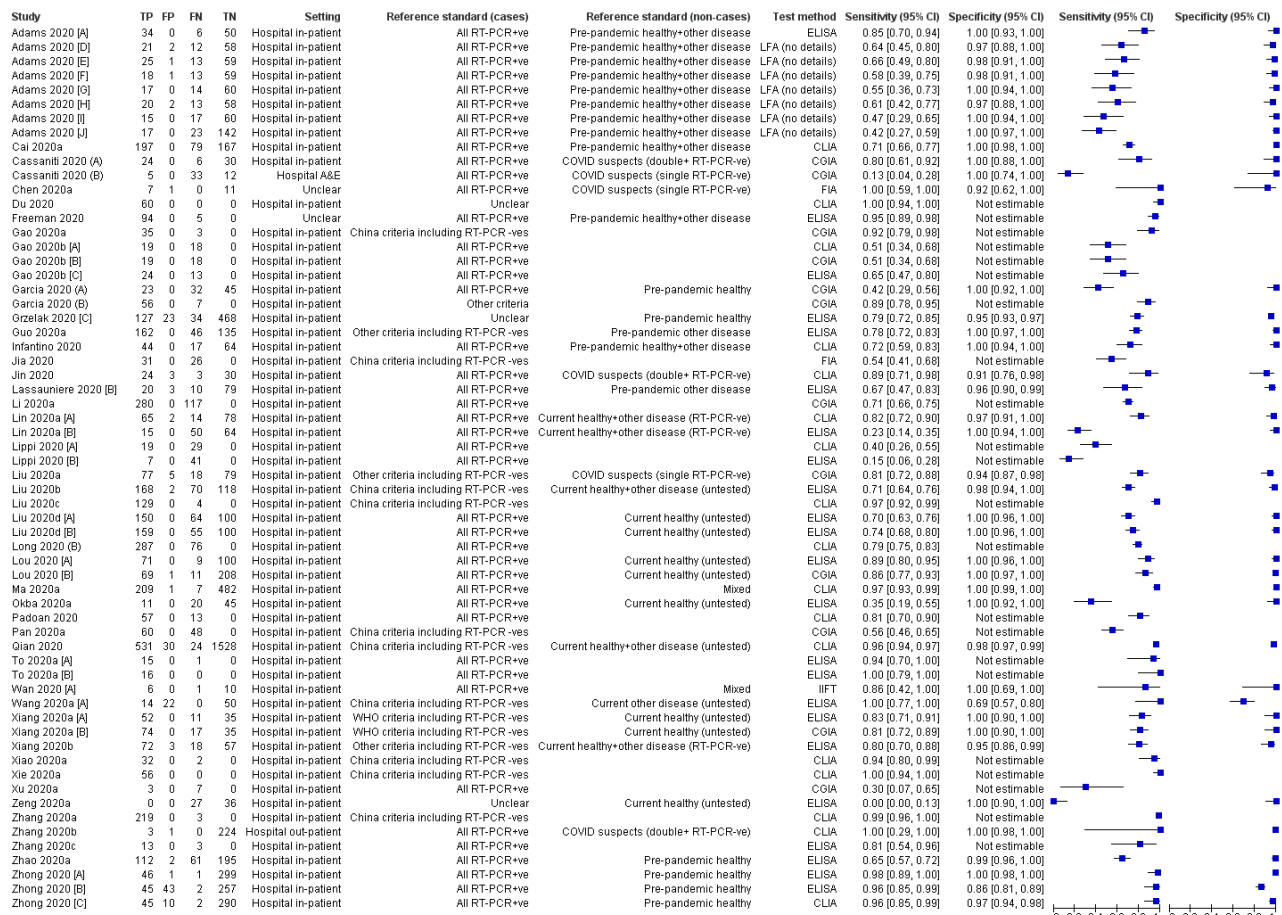 Study TP FP FN TN Setting Reference standard (cases) Reference standard (non-cases) Test method Sensitivity (95% CI) Specificity (95% CI) Sensitivity (95% CI) Specificity (95% CI)
Adams 2020 [A] 34 0 6 50 Hospital in-patient All RT-PCR+ve Pre-pandemic healthy+other disease ELISA 0.85 [0.70, 0.94] 1.00 [0.93, 1.00]
Adams 2020 [D] 21 2 12 58 Hospital in-patient All RT-PCR+ve Pre-pandemic healthy+other disease LFA (no details) 0.64 [0.45, 0.80] 0.97 [0.88, 1.00]
Adams 2020 [E] 25 1 13 59 Hospital in-patient All RT-PCR+ve Pre-pandemic healthy+other disease LFA (no details) 0.66 [0.49, 0.80] 0.98 [0.91, 1.00]
Adams 2020 [F] 18 1 13 59 Hospital in-patient All RT-PCR+ve Pre-pandemic healthy+other disease LFA (no details) 0.58 [0.39, 0.75] 0.98 [0.91, 1.00]
Adams 2020 [G] 17 0 14 60 Hospital in-patient All RT-PCR+ve Pre-pandemic healthy+other disease LFA (no details) 0.55 [0.36, 0.73] 1.00 [0.94, 1.00]
Adams 2020 [H] 20 2 13 58 Hospital in-patient All RT-PCR+ve Pre-pandemic healthy+other disease LFA (no details) 0.61 [0.42, 0.77] 0.97 [0.88, 1.00]
Adams 2020 [I] 15 0 17 60 Hospital in-patient All RT-PCR+ve Pre-pandemic healthy+other disease LFA (no details) 0.47 [0.29, 0.65] 1.00 [0.94, 1.00]
Adams 2020 [J] 17 0 23 142 Hospital in-patient All RT-PCR+ve Pre-pandemic healthy+other disease LFA (no details) 0.42 [0.27, 0.59] 1.00 [0.97, 1.00]
Cai 2020a 197 0 79 167 Hospital in-patient All RT-PCR+ve Pre-pandemic healthy+other disease CLIA 0.71 [0.66, 0.77] 1.00 [0.98, 1.00]
Cassaniti 2020 (A) 24 0 6 30 Hospital in-patient All RT-PCR+ve COVID suspects (double+ RT-PCR-ve) CGIA 0.80 [0.61, 0.92] 1.00 [0.88, 1.00]
Cassaniti 2020 (B) 5 0 33 12 Hospital A&E All RT-PCR+ve COVID suspects (single RT-PCR-ve) CGIA 0.13 [0.04, 0.28] 1.00 [0.74, 1.00]
Chen 2020a 7 1 0 11 Unclear All RT-PCR+ve COVID suspects (single RT-PCR-ve) FIA 1.00 [0.59, 1.00] 0.92 [0.62, 1.00]
Du 2020 60 0 0 0 Hospital in-patient Unclear Unclear CLIA 1.00 [0.94, 1.00] Not estimable
Freeman 2020 94 0 5 0 Unclear All RT-PCR+ve Pre-pandemic healthy+other disease ELISA 0.95 [0.89, 0.98] Not estimable
Gao 2020a 35 0 3 0 Hospital in-patient China criteria including RT-PCR -ves CGIA 0.92 [0.79, 0.98] Not estimable
Gao 2020b [A] 19 0 18 0 Hospital in-patient All RT-PCR+ve CLIA 0.51 [0.34, 0.68] Not estimable
Gao 2020b [B] 19 0 18 0 Hospital in-patient All RT-PCR+ve CGIA 0.51 [0.34, 0.68] Not estimable
Gao 2020b [C] 24 0 13 0 Hospital in-patient All RT-PCR+ve ELISA 0.65 [0.47, 0.80] Not estimable
Garcia 2020 (A) 23 0 32 45 Hospital in-patient All RT-PCR+ve Pre-pandemic healthy CGIA 0.42 [0.29, 0.56] 1.00 [0.92, 1.00]
Garcia 2020 (B) 56 0 7 0 Hospital in-patient Other criteria CGIA 0.89 [0.78, 0.95] Not estimable
Grzelak 2020 [C] 127 23 34 468 Hospital in-patient Unclear Pre-pandemic healthy ELISA 0.79 [0.72, 0.85] 0.95 [0.93, 0.97]
Guo 2020a 162 0 46 135 Hospital in-patient Other criteria including RT-PCR -ves Pre-pandemic other disease ELISA 0.78 [0.72, 0.83] 1.00 [0.97, 1.00]
Infantino 2020 44 0 17 64 Hospital in-patient All RT-PCR+ve Pre-pandemic healthy+other disease CLIA 0.72 [0.59, 0.83] 1.00 [0.94, 1.00]
Jia 2020 31 0 26 0 Hospital in-patient China criteria including RT-PCR -ves FIA 0.54 [0.41, 0.68] Not estimable
Jin 2020 24 3 3 30 Hospital in-patient All RT-PCR+ve COVID suspects (double+ RT-PCR-ve) CLIA 0.89 [0.71, 0.98] 0.91 [0.76, 0.98]
Lassauniere 2020 [B] 20 3 10 79 Hospital in-patient All RT-PCR+ve Pre-pandemic other disease ELISA 0.67 [0.47, 0.83] 0.96 [0.90, 0.99]
Li 2020a 280 0 117 0 Hospital in-patient All RT-PCR+ve CGIA 0.71 [0.66, 0.75] Not estimable
Lin 2020a [A] 65 2 14 78 Hospital in-patient All RT-PCR+ve Current healthy+other disease (RT-PCR-ve) CLIA 0.82 [0.72, 0.90] 0.97 [0.91, 1.00]
Lin 2020a [B] 15 0 50 64 Hospital in-patient All RT-PCR+ve Current healthy+other disease (RT-PCR-ve) ELISA 0.23 [0.14, 0.35] 1.00 [0.94, 1.00]
Lippi 2020 [A] 19 0 29 0 Hospital in-patient All RT-PCR+ve CLIA 0.40 [0.26, 0.55] Not estimable
Lippi 2020 [B] 7 0 41 0 Hospital in-patient All RT-PCR+ve ELISA 0.15 [0.06, 0.28] Not estimable
Liu 2020a 77 5 18 79 Hospital in-patient Other criteria including RT-PCR -ves COVID suspects (single RT-PCR-ve) CGIA 0.81 [0.72, 0.88] 0.94 [0.87, 0.98]
Liu 2020b 168 2 70 118 Hospital in-patient China criteria including RT-PCR -ves Current healthy+other disease (untested) ELISA 0.71 [0.64, 0.76] 0.98 [0.94, 1.00]
Liu 2020c 129 0 4 0 Hospital in-patient China criteria including RT-PCR -ves CLIA 0.97 [0.92, 0.99] Not estimable
Liu 2020d [A] 150 0 64 100 Hospital in-patient All RT-PCR+ve Current healthy (untested) ELISA 0.70 [0.63, 0.76] 1.00 [0.96, 1.00]
Liu 2020d [B] 159 0 55 100 Hospital in-patient All RT-PCR+ve Current healthy (untested) ELISA 0.74 [0.68, 0.80] 1.00 [0.96, 1.00]
Long 2020 (B) 287 0 76 0 Hospital in-patient All RT-PCR+ve CLIA 0.79 [0.75, 0.83] Not estimable
Lou 2020 [A] 71 0 9 100 Hospital in-patient All RT-PCR+ve Current healthy (untested) ELISA 0.89 [0.80, 0.95] 1.00 [0.96, 1.00]
Lou 2020 [B] 69 1 11 208 Hospital in-patient All RT-PCR+ve Current healthy (untested) CGIA 0.86 [0.77, 0.93] 1.00 [0.97, 1.00]
Ma 2020a 209 1 7 482 Hospital in-patient All RT-PCR+ve Mixed CLIA 0.97 [0.93, 0.99] 1.00 [0.99, 1.00]
Okba 2020a 11 0 20 45 Hospital in-patient All RT-PCR+ve Current healthy (untested) ELISA 0.35 [0.19, 0.55] 1.00 [0.92, 1.00]
Padoan 2020 57 0 13 0 Hospital in-patient All RT-PCR+ve CLIA 0.81 [0.70, 0.90] Not estimable
Pan 2020a 60 0 48 0 Hospital in-patient China criteria including RT-PCR -ves CGIA 0.56 [0.46, 0.65] Not estimable
Qian 2020 531 30 24 1528 Hospital in-patient China criteria including RT-PCR -ves Current healthy+other disease (untested) CLIA 0.96 [0.94, 0.97] 0.98 [0.97, 0.99]
To 2020a [A] 15 0 1 0 Hospital in-patient All RT-PCR+ve ELISA 0.94 [0.70, 1.00] Not estimable
To 2020a [B] 16 0 0 0 Hospital in-patient All RT-PCR+ve ELISA 1.00 [0.79, 1.00] Not estimable
Wan 2020 [A] 6 0 1 10 Hospital in-patient All RT-PCR+ve Mixed IIFT 0.86 [0.42, 1.00] 1.00 [0.69, 1.00]
Wang 2020a [A] 14 22 0 50 Hospital in-patient China criteria including RT-PCR -ves Current other disease (untested) ELISA 1.00 [0.77, 1.00] 0.69 [0.57, 0.80]
Xiang 2020a [A] 52 0 11 35 Hospital in-patient WHO criteria including RT-PCR -ves Current healthy (untested) ELISA 0.83 [0.71, 0.91] 1.00 [0.90, 1.00]
Xiang 2020a [B] 74 0 17 35 Hospital in-patient WHO criteria including RT-PCR -ves Current healthy (untested) CGIA 0.81 [0.72, 0.89] 1.00 [0.90, 1.00]
Xiang 2020b 72 3 18 57 Hospital in-patient Other criteria including RT-PCR -ves Current healthy+other disease (RT-PCR-ve) ELISA 0.80 [0.70, 0.88] 0.95 [0.86, 0.99]
Xiao 2020a 32 0 2 0 Hospital in-patient China criteria including RT-PCR -ves CLIA 0.94 [0.80, 0.99] Not estimable
Xie 2020a 56 0 0 0 Hospital in-patient China criteria including RT-PCR -ves CLIA 1.00 [0.94, 1.00] Not estimable
Xu 2020a 3 0 7 0 Hospital in-patient All RT-PCR+ve CGIA 0.30 [0.07, 0.65] Not estimable
Zeng 2020a 0 0 27 36 Hospital in-patient Unclear Current healthy (untested) ELISA 0.00 [0.00, 0.13] 1.00 [0.90, 1.00]
Zhang 2020a 219 0 3 0 Hospital in-patient China criteria including RT-PCR -ves CLIA 0.99 [0.96, 1.00] Not estimable
Zhang 2020b 3 1 0 224 Hospital out-patient All RT-PCR+ve COVID suspects (double+ RT-PCR-ve) CLIA 1.00 [0.29, 1.00] 1.00 [0.98, 1.00]
Zhang 2020c 13 0 3 0 Hospital in-patient All RT-PCR+ve CLIA 0.81 [0.54, 0.96] Not estimable
Zhao 2020a 112 2 61 195 Hospital in-patient All RT-PCR+ve Pre-pandemic healthy ELISA 0.65 [0.57, 0.72] 0.99 [0.96, 1.00]
Zhong 2020 [A] 46 1 1 299 Hospital in-patient All RT-PCR+ve Pre-pandemic healthy ELISA 0.98 [0.89, 1.00] 1.00 [0.98, 1.00]
Zhong 2020 [B] 45 43 2 257 Hospital in-patient All RT-PCR+ve Pre-pandemic healthy ELISA 0.96 [0.85, 0.99] 0.86 [0.81, 0.89]
Zhong 2020 [C] 45 10 2 290 Hospital in-patient All RT-PCR+ve Pre-pandemic healthy CLIA 0.96 [0.85, 0.99] 0.97 [0.94, 0.98]